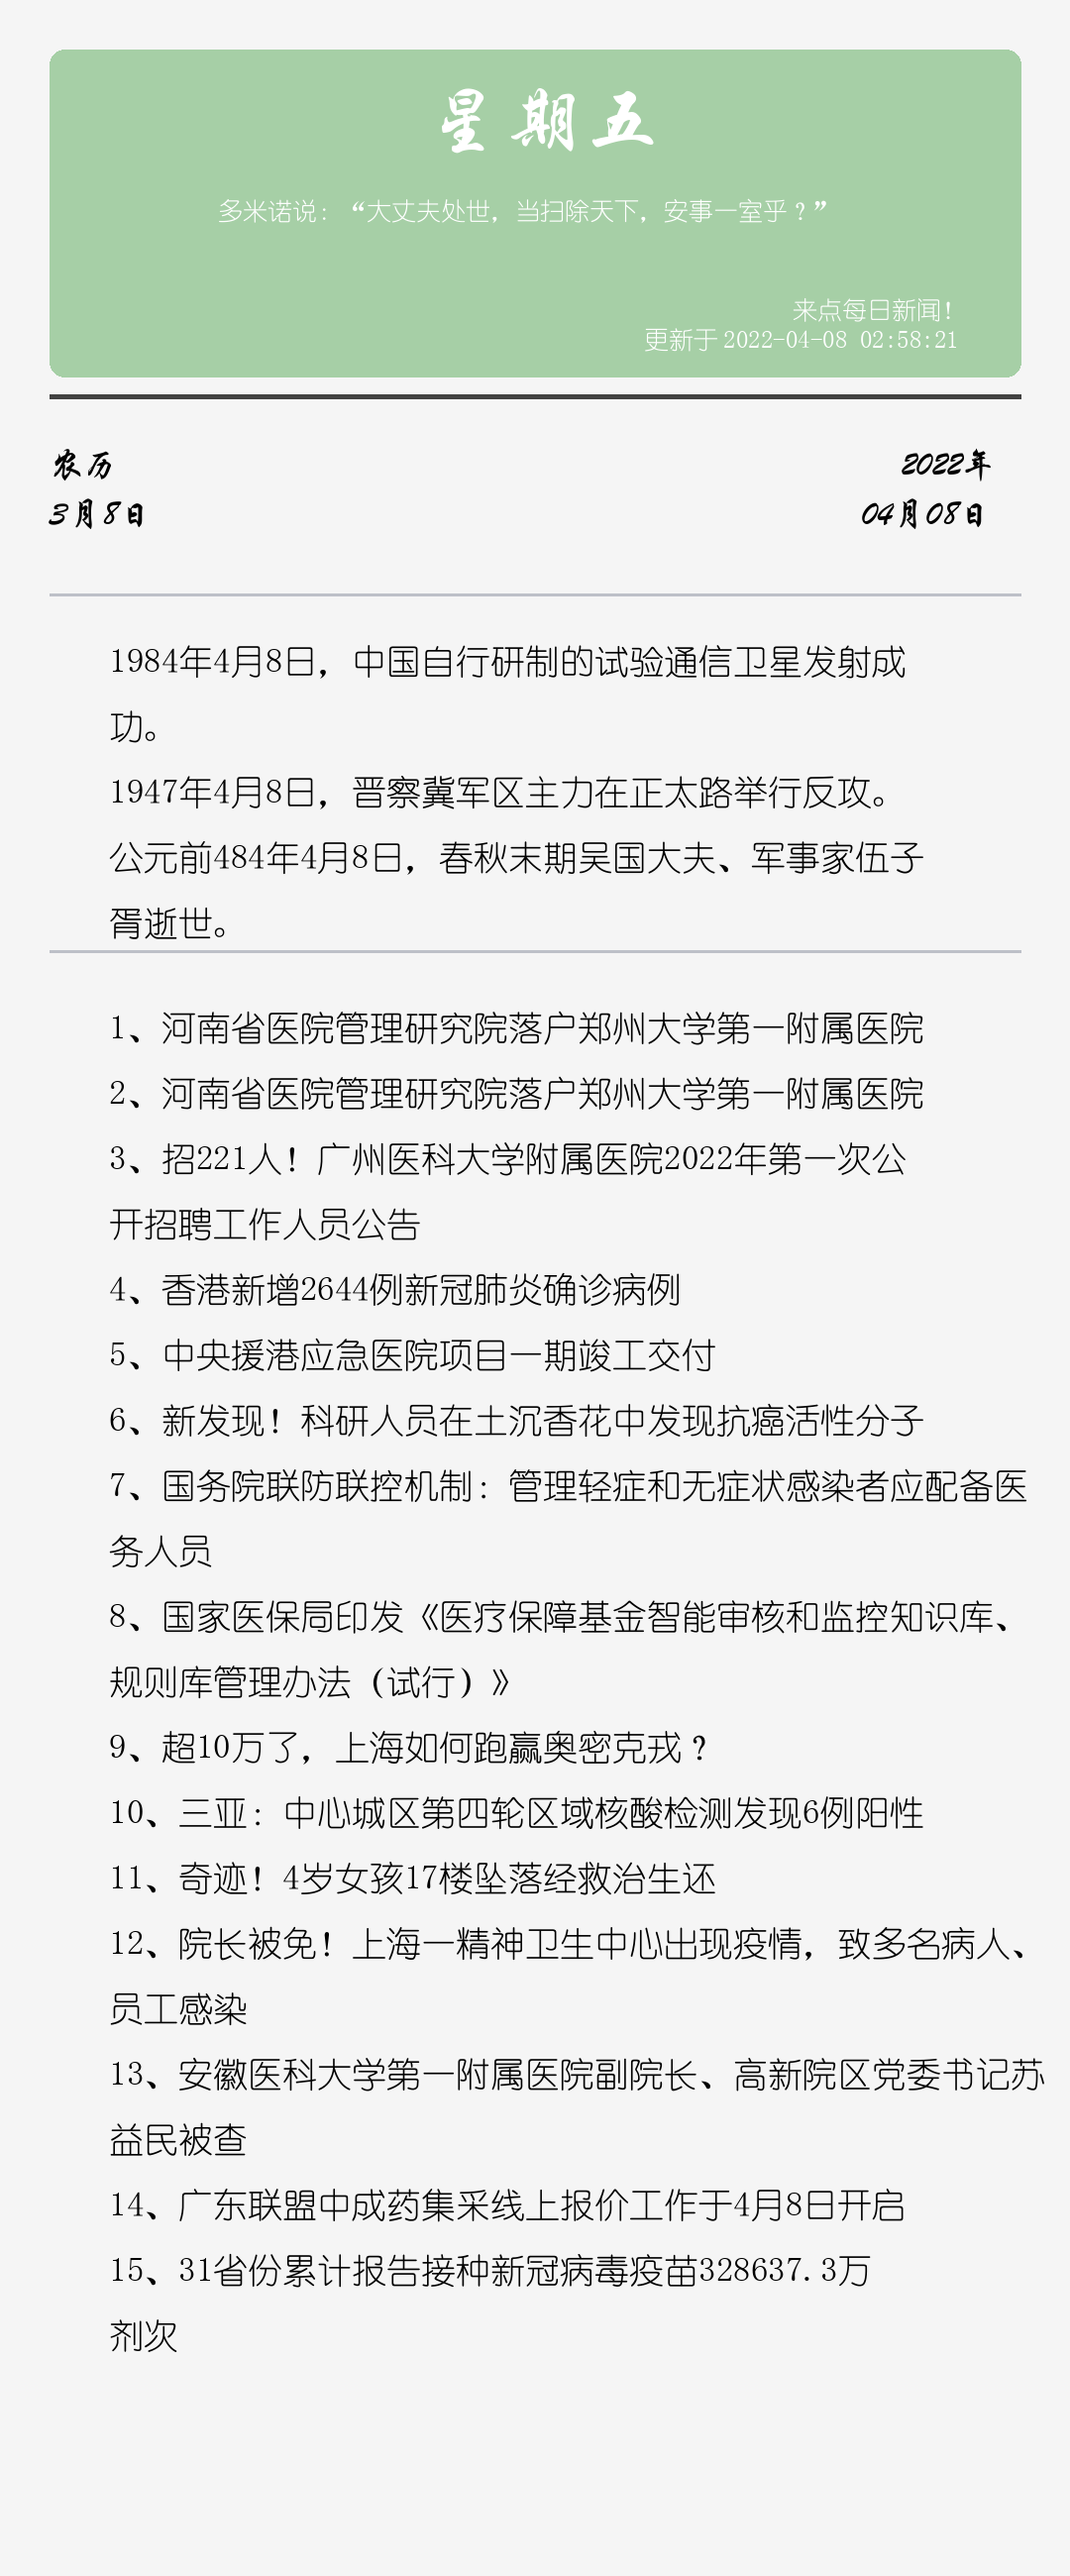 星期五
多米诺说：“大丈夫处世，当扫除天下，安事一室乎？”
来点每日新闻！
更新于 2022-04-08 02:58:21
农历
2022年
3月8日
04月08日
1984年4月8日，中国自行研制的试验通信卫星发射成
功。
1947年4月8日，晋察冀军区主力在正太路举行反攻。
公元前484年4月8日，春秋末期吴国大夫、军事家伍子
胥逝世。
1、河南省医院管理研究院落户郑州大学第一附属医院
2、河南省医院管理研究院落户郑州大学第一附属医院
3、招221人！广州医科大学附属医院2022年第一次公
开招聘工作人员公告
4、香港新增2644例新冠肺炎确诊病例
5、中央援港应急医院项目一期竣工交付
6、新发现！科研人员在土沉香花中发现抗癌活性分子
7、国务院联防联控机制：管理轻症和无症状感染者应配备医
务人员
8、国家医保局印发《医疗保障基金智能审核和监控知识库、
规则库管理办法（试行）》
9、超10万了，上海如何跑赢奥密克戎？
10、三亚：中心城区第四轮区域核酸检测发现6例阳性
11、奇迹！4岁女孩17楼坠落经救治生还
12、院长被免！上海一精神卫生中心出现疫情，致多名病人、
员工感染
13、安徽医科大学第一附属医院副院长、高新院区党委书记苏
益民被查
14、广东联盟中成药集采线上报价工作于4月8日开启
15、31省份累计报告接种新冠病毒疫苗328637.3万
剂次